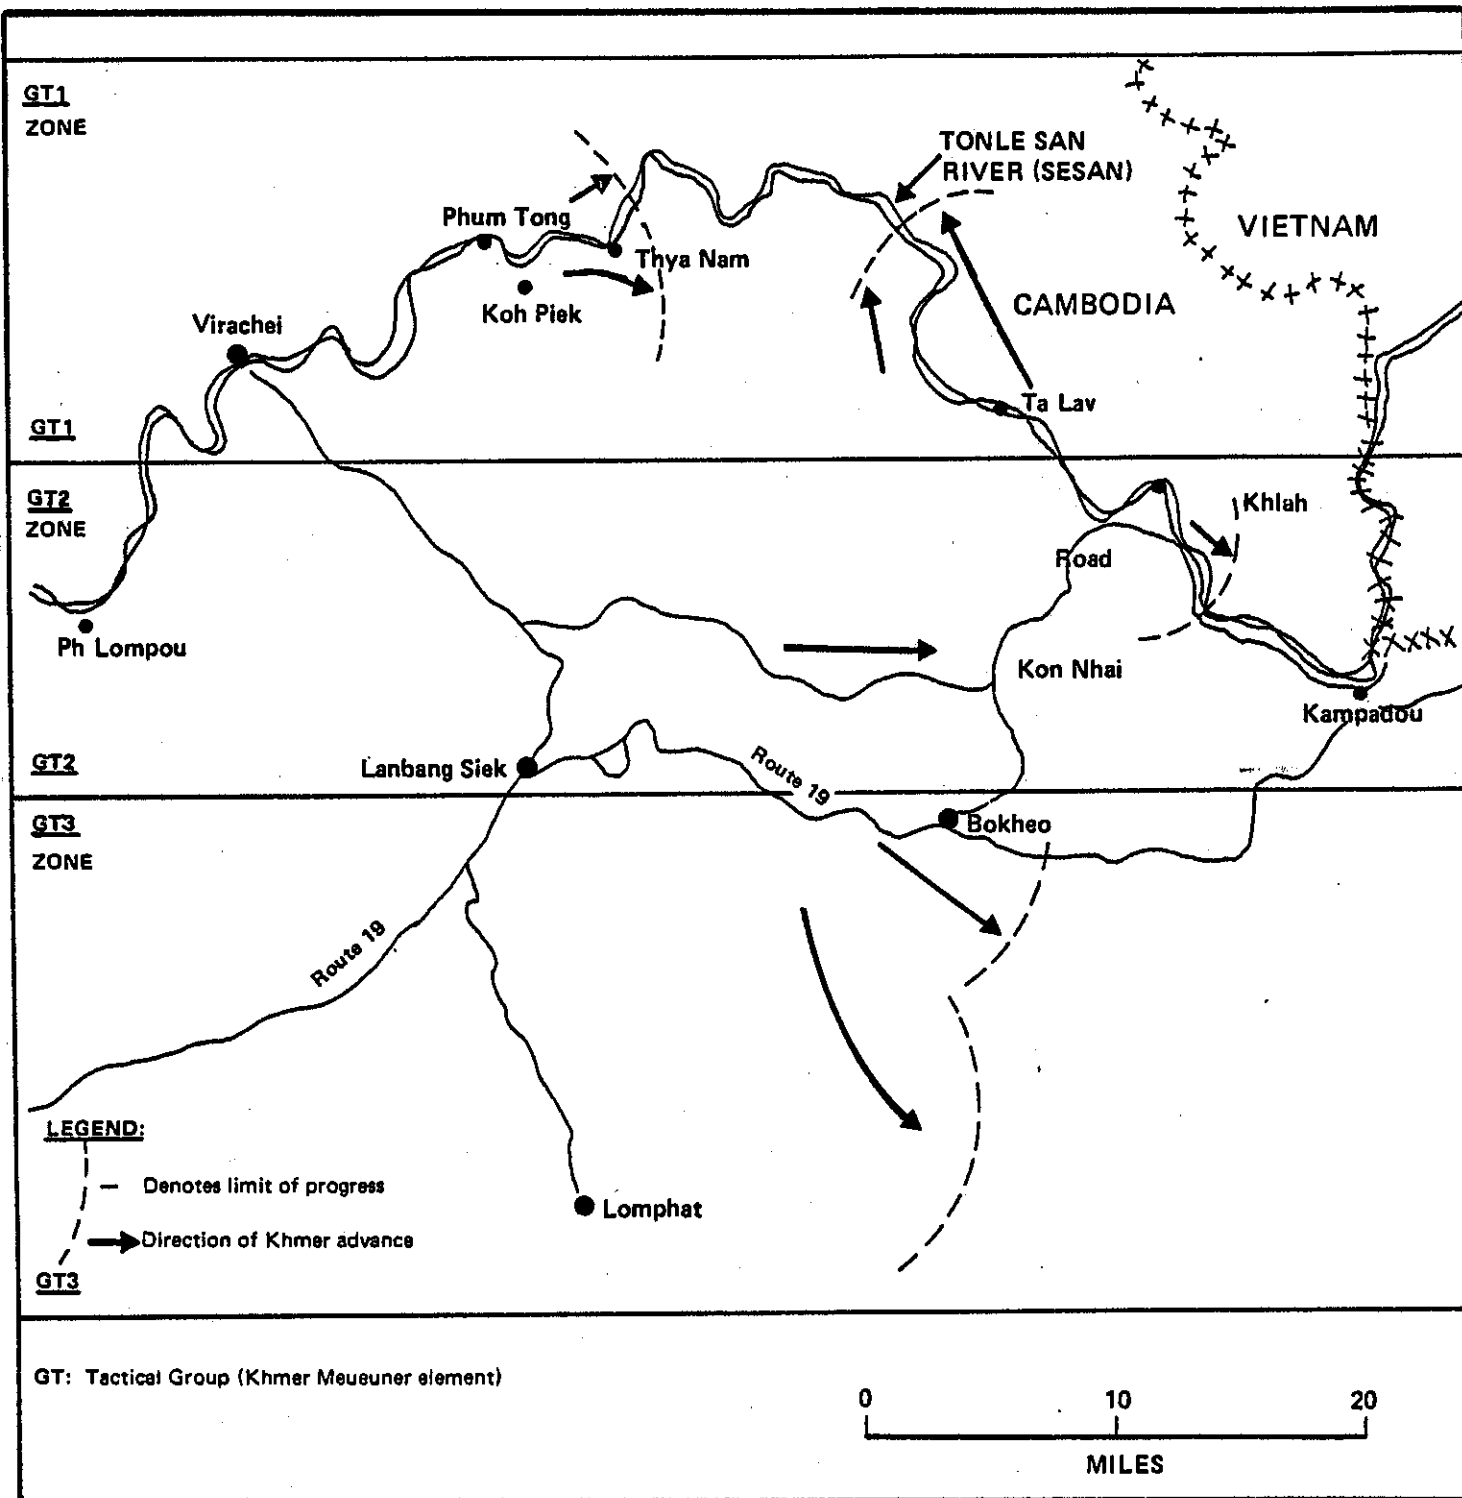 GT1
ZONE
TONLE SAN
RIVER (SESAN)
Phum Tong
VIETNAM
Thya Nam
Koh Piek
CAMBODIA
Virachei
Ta Lav
GT1
GT2
ZONE
Khlah
Road
Ph Lompou
Kon Nhai
Kampadou
GT2
Lanbang Siek
Route 19
GT3
ZONE
Bokheo
Route 19
LEGEND:
Denotes limit of progress
Lomphat
Direction of Khmer advance
GT3
GT: Tactical Group (Khmer Meueuner element)
0 10 20
MILES